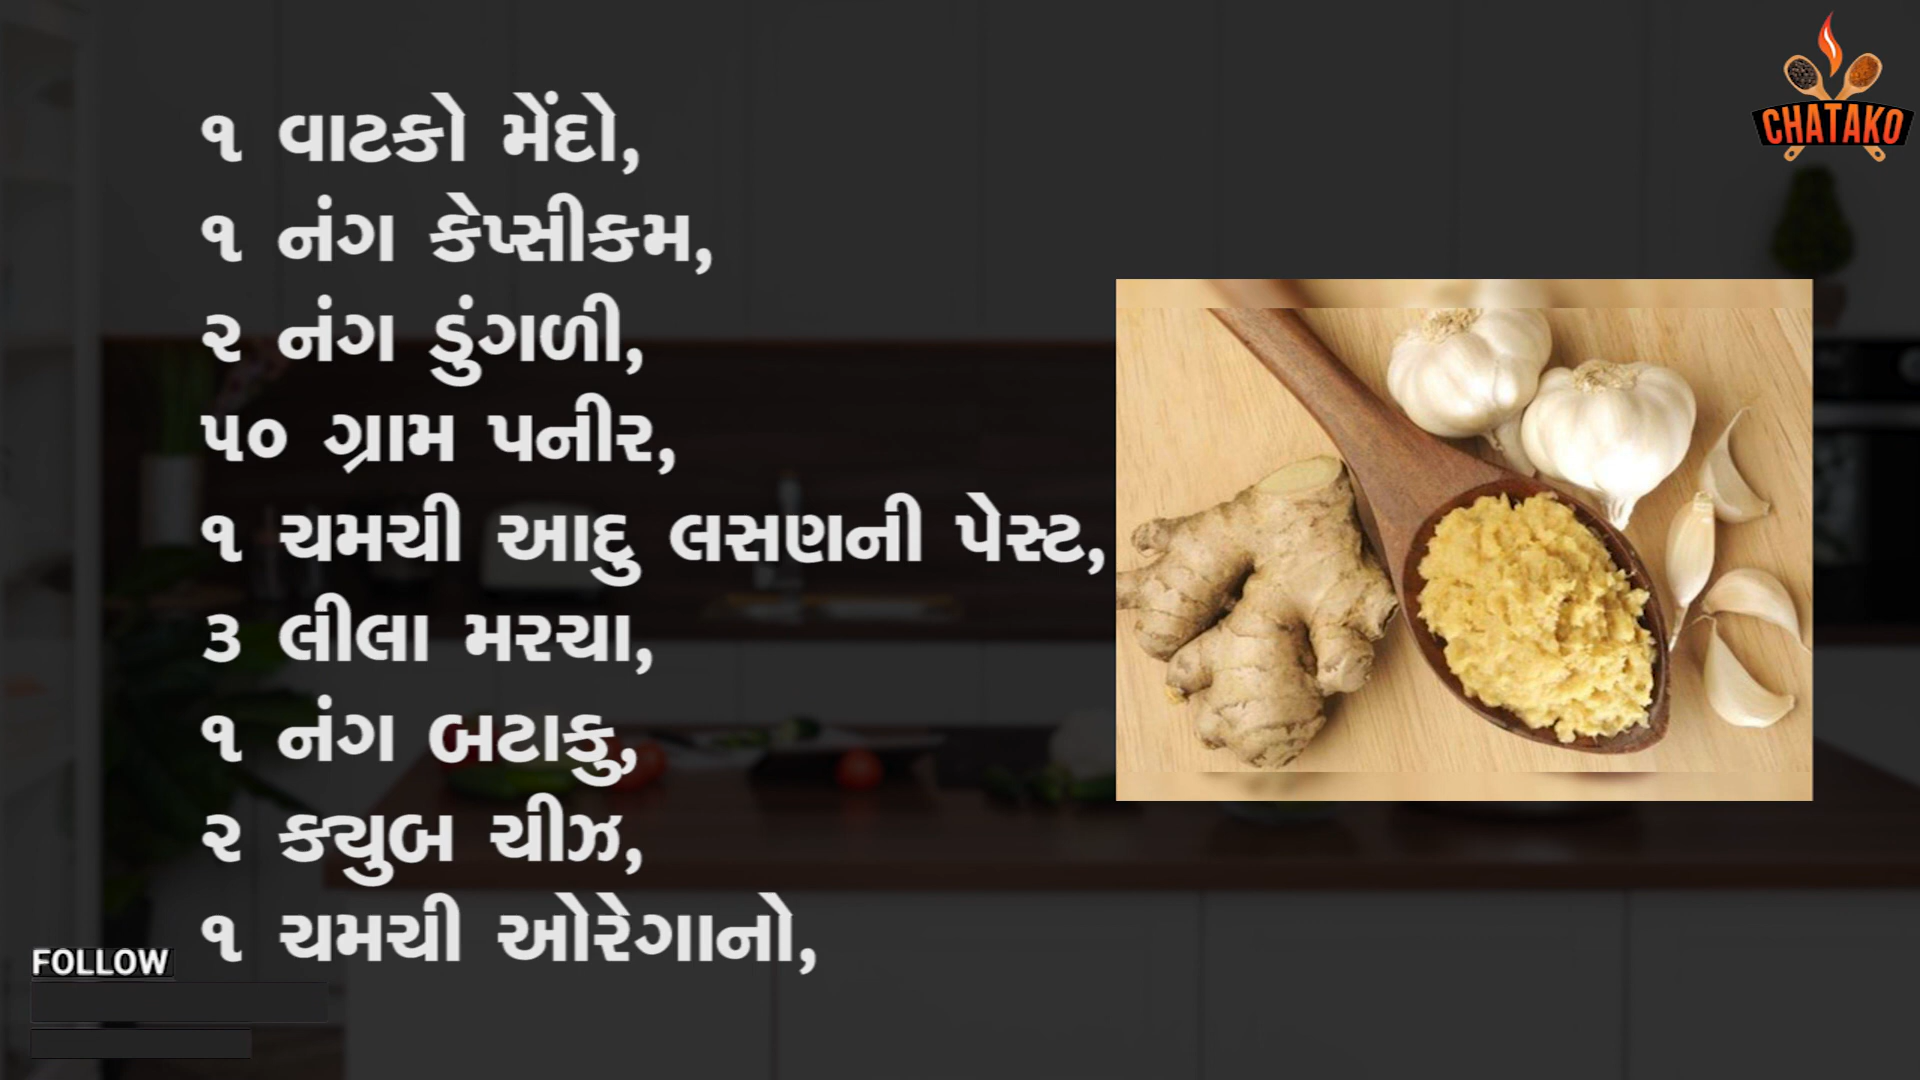 CHATAKO
૧ વાટકો મેંદો,
૧ નંગ કેપ્સીકમ,
૨ નંગ ડુંગળી,
૫૦ ગ્રામ પનીર,
૧ ચમચી આદુ લસણની પેસ્ટ,
૩ લીલા મરચા,
૧ નંગ બટાકુ,
૨ ક્યુબ ચીઝ,
૧ ચમચી ઓરેગાનો,
FOLLOW